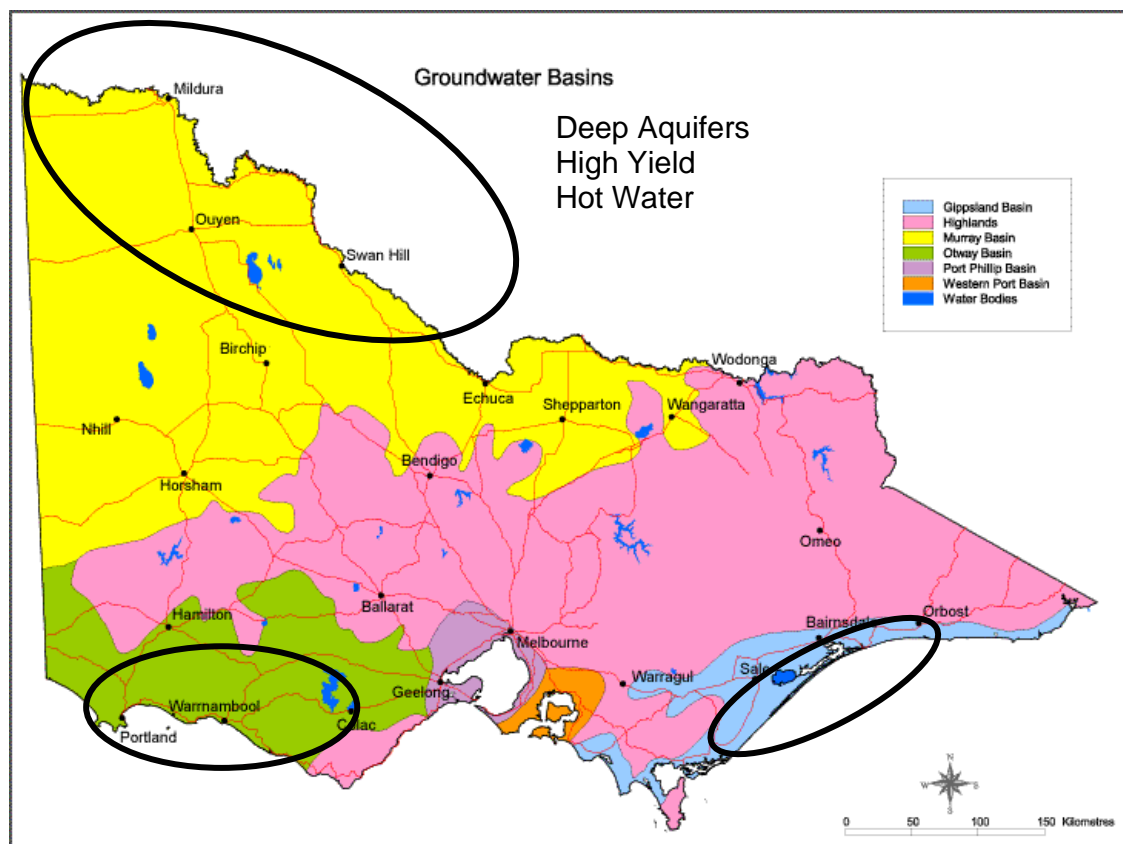 Groundwater Basins
Deep Aquifers
High Yield
Hot Water
Gippsland Basin
Highlands
Murray Basin
Otway Basin
Port Phillip Basin
Western Port Basin
Water Bodies
Mildura
Ouyen
Swan Hill
Birchip
Wodonga
Echuca
Shepparton
Wangaratta
Nhill
Bendigo
Horsham
Omeo
Ballarat
Hamilton
Orbost
Bairnsdale
Melbourne
Sale
Warragul
Geelong
Warrnambool
Colac
Portland
N
W
E
S
0 50 100 150 Kilometres